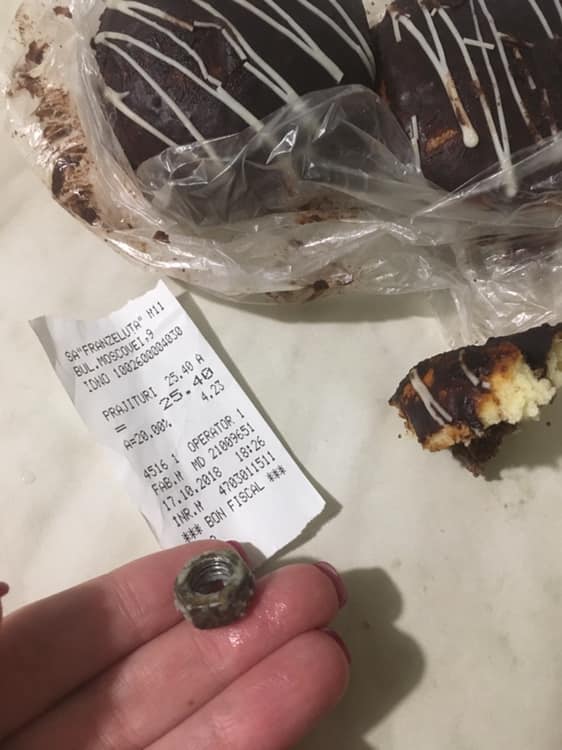 SA"FRANZELUTA" M11
BUL.MOSCOVEI,9
IDNO 1002600004030
PRAJITURI 25.40 A
= 25.40
A=20.00% 4.23
4516 1 OPERATOR 1
FAB.M MD 21009651
17.10.2018 18:26
INR.M 4703011511
*** BON FISCAL ***